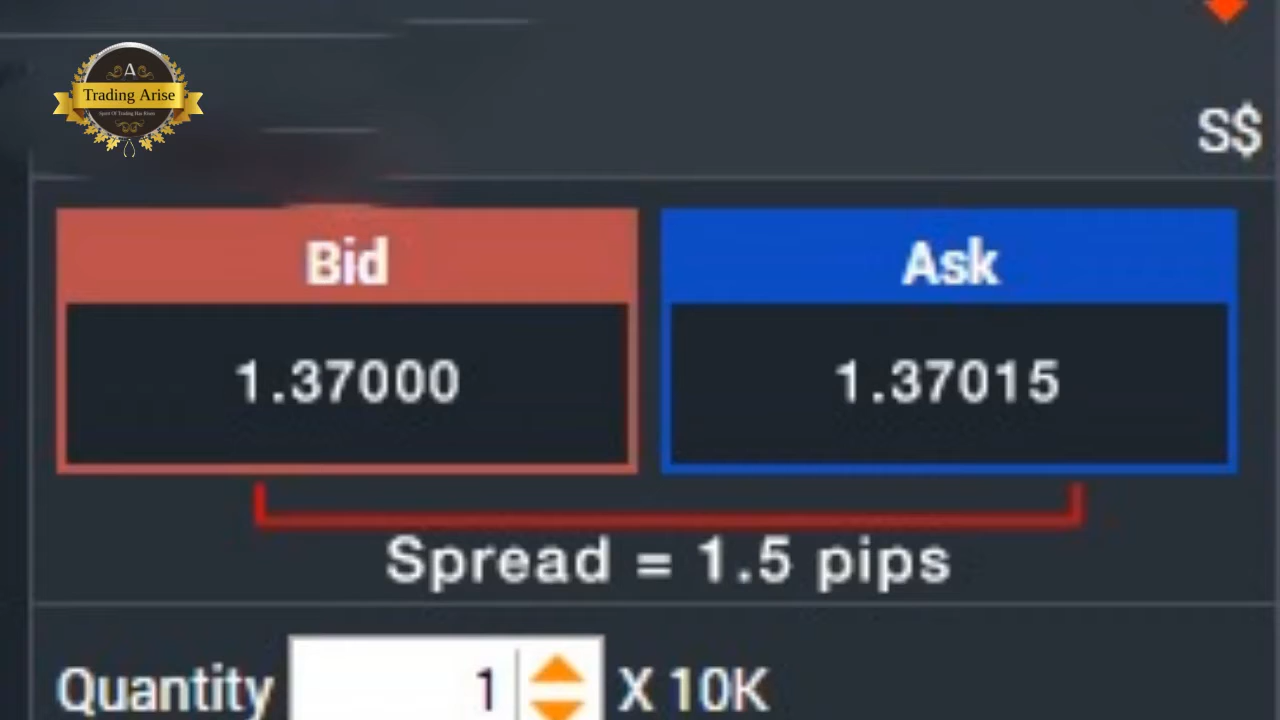 A
Trading Arise
S$
Bid
Ask
1.37000
1.37015
Spread = 1.5 pips
Quantity 1 X 10K